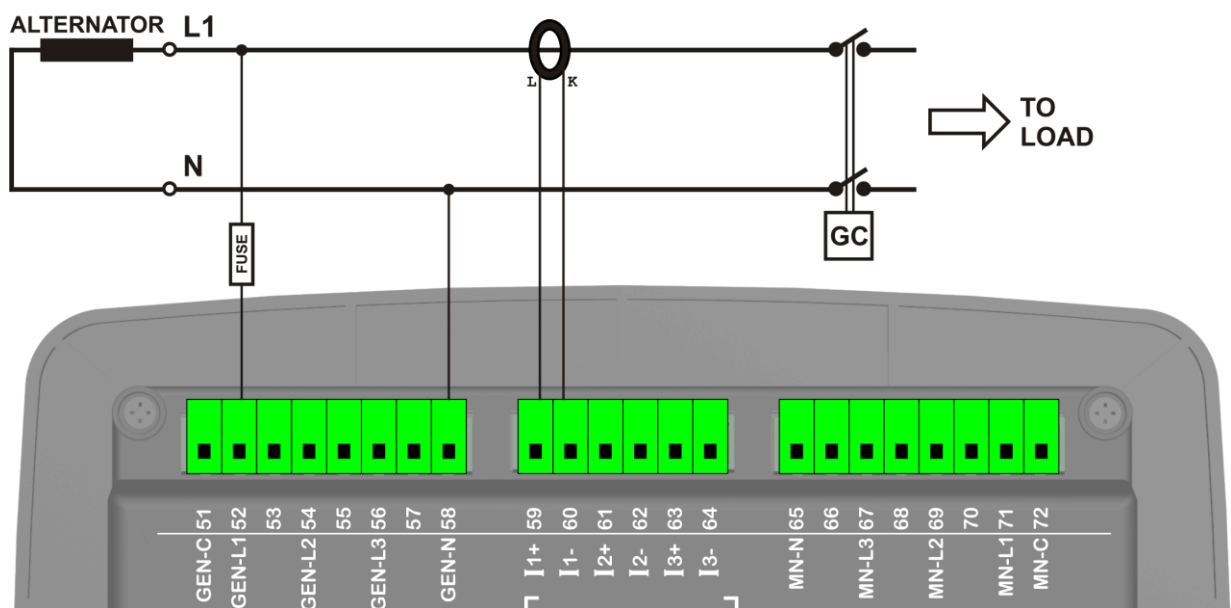 ALTERNATOR L1
L K
TO
LOAD
N
FUSE
GC
51 52 53 54 55 56 57 58 59 60 61 62 63 64 65 66 67 68 69 70 71 72
GEN-C GEN-L1 GEN-L2 GEN-L3 GEN-N I1+ I1- I2+ I2- I3+ I3- MN-N MN-L3 MN-L2 MN-L1 MN-C